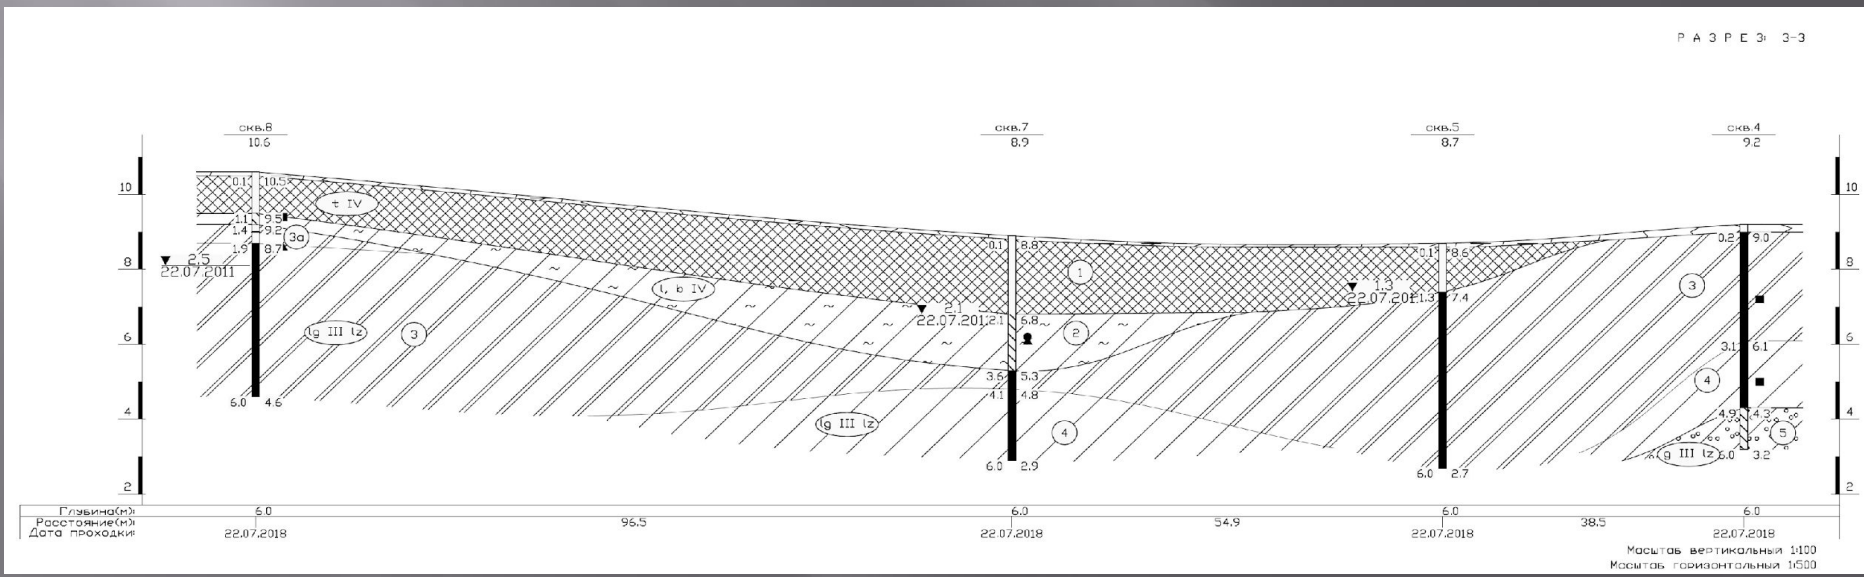 РАЗРЕЗ: 3-3
скв.8 скв.7 скв.5 скв.4
10.6 8.9 8.7 9.2
10 0.1 10.5 10
t IV
1.1 9.5
1.4 9.2 3а
1.9 8.7
0.1 8.8
0.1 8.6
0.2 9.0
8 2.5 8
22.07.2011
l, b IV
1
1.3
22.07.2011
1.3 7.4
3
2.1
22.07.201
2.1 6.8
lg III lz 3 2
6 3.1 6.1 6
3.6 5.3
4.1 4.8
4
6.0 4.6
4 lg III lz 4 4.9 4.3 4
5
lg III lz 6.0 3.2
6.0 2.9
6.0 2.7
2 2
Глубина(м): 6.0 6.0 6.0 6.0
Расстояние(м): 96.5 54.9 38.5
Дата проходки: 22.07.2018 22.07.2018 22.07.2018 22.07.2018
Масштаб вертикальный 1:100
Масштаб горизонтальный 1:500